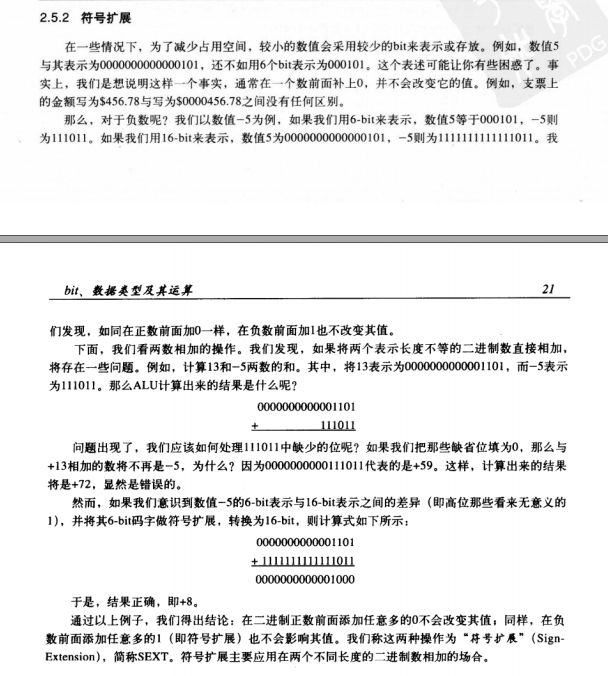 2.5.2 符号扩展
在一些情况下，为了减少占用空间，较小的数值会采用较少的bit来表示或存放。例如，数值5
与其表示为0000000000000101，还不如用6个bit表示为000101。这个表述可能让你有些困惑了。事
实上，我们是想说明这样一个事实，通常在一个数前面补上0，并不会改变它的值。例如，支票上
的金额写为$456.78与写为$0000456.78之间没有任何区别。
那么，对于负数呢？我们以数值-5为例，如果我们用6-bit来表示，数值5等于000101，-5则
为111011。如果我们用16-bit来表示，数值5为0000000000000101，-5则为1111111111111011。我
bit、数据类型及其运算 21
们发现，如同在正数前面加0一样，在负数前面加1也不改变其值。
下面，我们看两数相加的操作。我们发现，如果将两个表示长度不等的二进制数直接相加，
将存在一些问题。例如，计算13和-5两数的和。其中，将13表示为0000000000001101，而-5表示
为111011。那么ALU计算出来的结果是什么呢？
0000000000001101
+ 111011
问题出现了，我们应该如何处理111011中缺少的位呢？如果我们把那些缺省位填为0，那么与
+13相加的数将不再是-5，为什么？因为0000000000111011代表的是+59。这样，计算出来的结果
将是+72，显然是错误的。
然而，如果我们意识到数值-5的6-bit表示与16-bit表示之间的差异（即高位那些看来无意义的
1），并将其6-bit码字做符号扩展，转换为16-bit，则计算式如下所示：
0000000000001101
+ 1111111111111011
0000000000001000
于是，结果正确，即+8。
通过以上例子，我们得出结论：在二进制正数前面添加任意多的0不会改变其值；同样，在负
数前面添加任意多的1（即符号扩展）也不会影响其值。我们称这两种操作为“符号扩展”（Sign-
Extension），简称SEXT。符号扩展主要应用在两个不同长度的二进制数相加的场合。
PDG